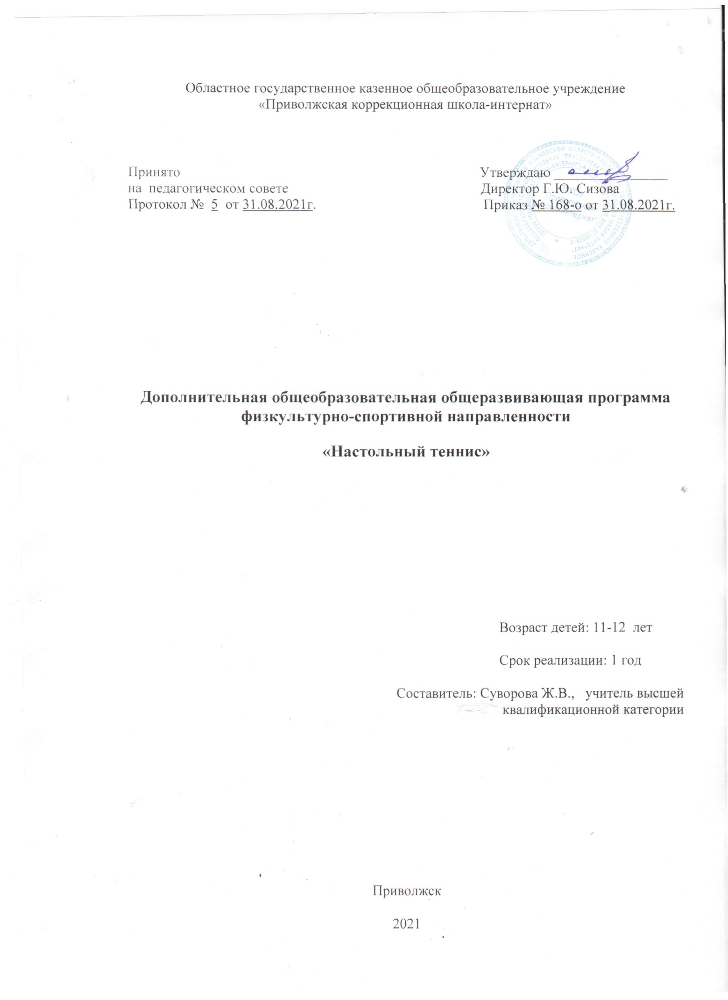 Областное государственное казенное общеобразовательное учреждение
«Приволжская коррекционная школа-интернат»
Принято
на педагогическом совете
Протокол № 5 от 31.08.2021г.
Утверждаю
Директор Г.Ю. Сизова
Приказ № 168-о от 31.08.2021г.
Дополнительная общеобразовательная общеразвивающая программа
физкультурно-спортивной направленности
«Настольный теннис»
Возраст детей: 11-12 лет
Срок реализации: 1 год
Составитель: Суворова Ж.В., учитель высшей
квалификационной категории
Приволжск
2021